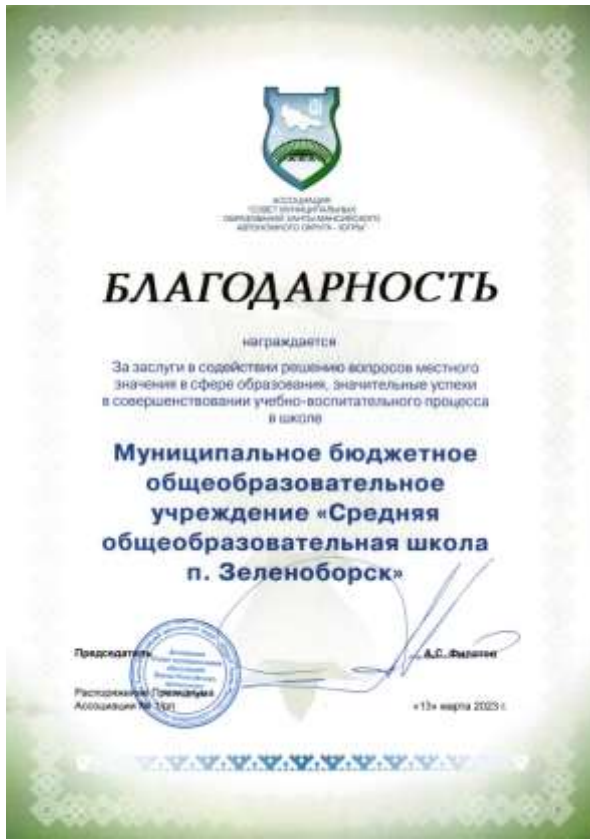 АССОЦИАЦИЯ
"СОВЕТ МУНИЦИПАЛЬНЫХ
ОБРАЗОВАНИЙ ХАНТЫ-МАНСИЙСКОГО
АВТОНОМНОГО ОКРУГА - ЮГРЫ"
БЛАГОДАРНОСТЬ
награждается
За заслуги в содействии решению вопросов местного
значения в сфере образования, значительные успехи
в совершенствовании учебно-воспитательного процесса
в школе
Муниципальное бюджетное
общеобразовательное
учреждение «Средняя
общеобразовательная школа
п. Зеленоборск»
Председатель
А.С. Филатов
Распоряжение Президиума
Ассоциации №
«13» марта 2023 г.